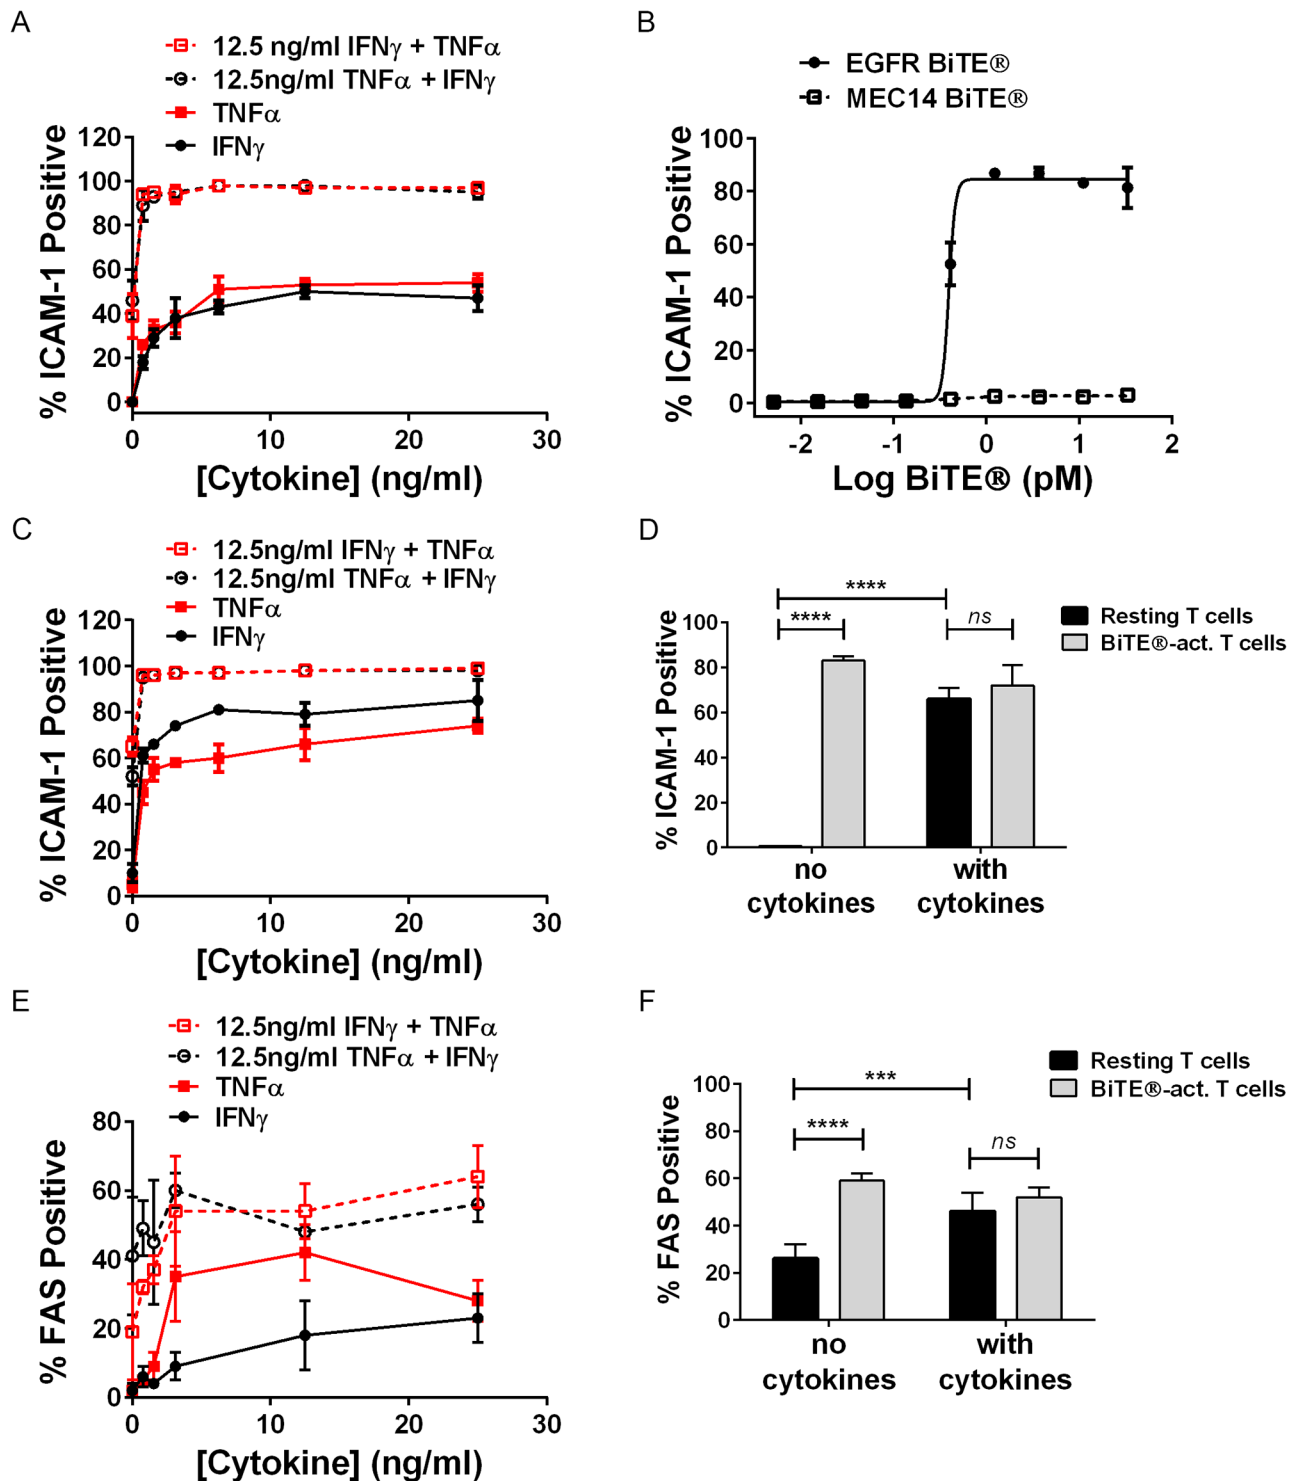 A
12.5 ng/ml IFNγ + TNFα
12.5ng/ml TNFα + IFNγ
TNFα
IFNγ
120
100
80
60
40
20
0
% ICAM-1 Positive
0 10 20 30
[Cytokine] (ng/ml)
B
EGFR BiTE®
MEC14 BiTE®
100
80
60
40
20
0
% ICAM-1 Positive
-2 -1 0 1 2
Log BiTE® (pM)
C
12.5ng/ml IFNγ + TNFα
12.5ng/ml TNFα + IFNγ
TNFα
IFNγ
120
100
80
60
40
20
0
% ICAM-1 Positive
0 10 20 30
[Cytokine] (ng/ml)
D
Resting T cells
BiTE®-act. T cells
****
****
ns
100
80
60
40
20
0
% ICAM-1 Positive
no with
cytokines cytokines
E
12.5ng/ml IFNγ + TNFα
12.5ng/ml TNFα + IFNγ
TNFα
IFNγ
80
60
40
20
0
% FAS Positive
0 10 20 30
[Cytokine] (ng/ml)
F
Resting T cells
BiTE®-act. T cells
***
****
ns
100
80
60
40
20
0
% FAS Positive
no with
cytokines cytokines